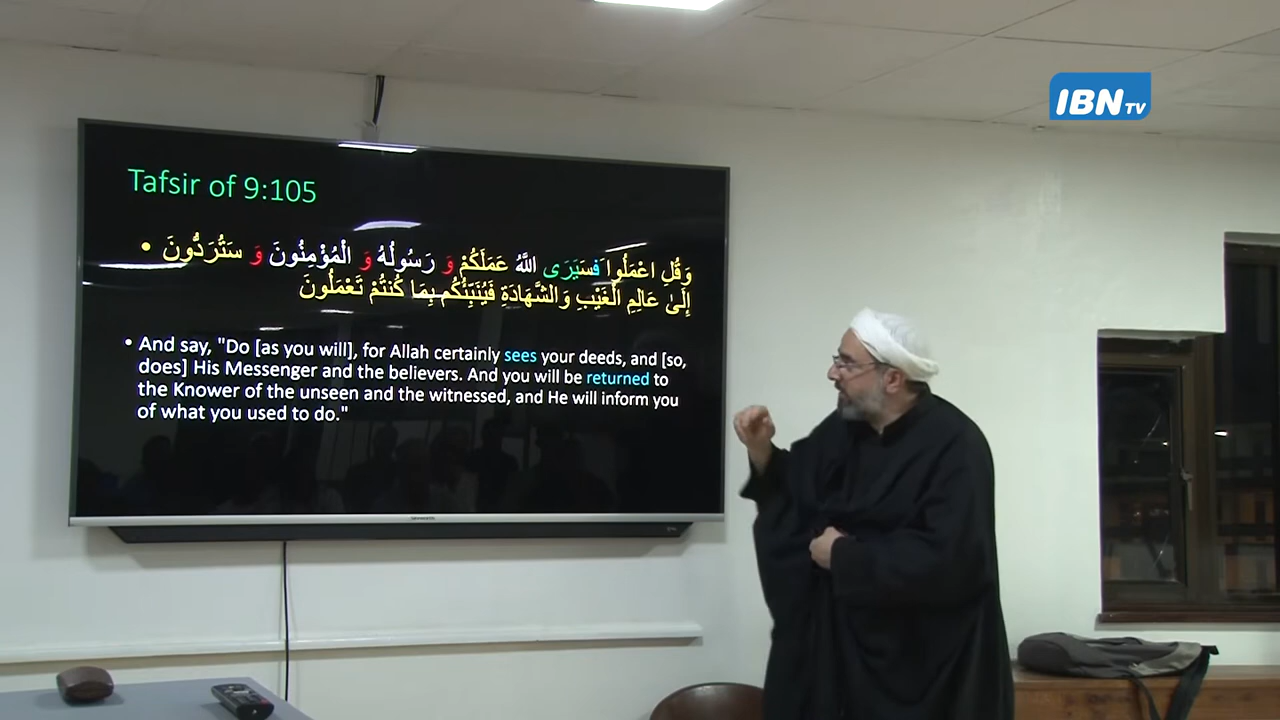 IBN TV
Tafsir of 9:105
• وَقُلِ اعْمَلُوا فَسَيَرَى اللَّهُ عَمَلَكُمْ وَ رَسُولُهُ وَ الْمُؤْمِنُونَ وَ سَتُرَدُّونَ
إِلَىٰ عَالِمِ الْغَيْبِ وَالشَّهَادَةِ فَيُنَبِّئُكُم بِمَا كُنتُمْ تَعْمَلُونَ
• And say, "Do [as you will], for Allah certainly sees your deeds, and [so,
does] His Messenger and the believers. And you will be returned to
the Knower of the unseen and the witnessed, and He will inform you
of what you used to do."